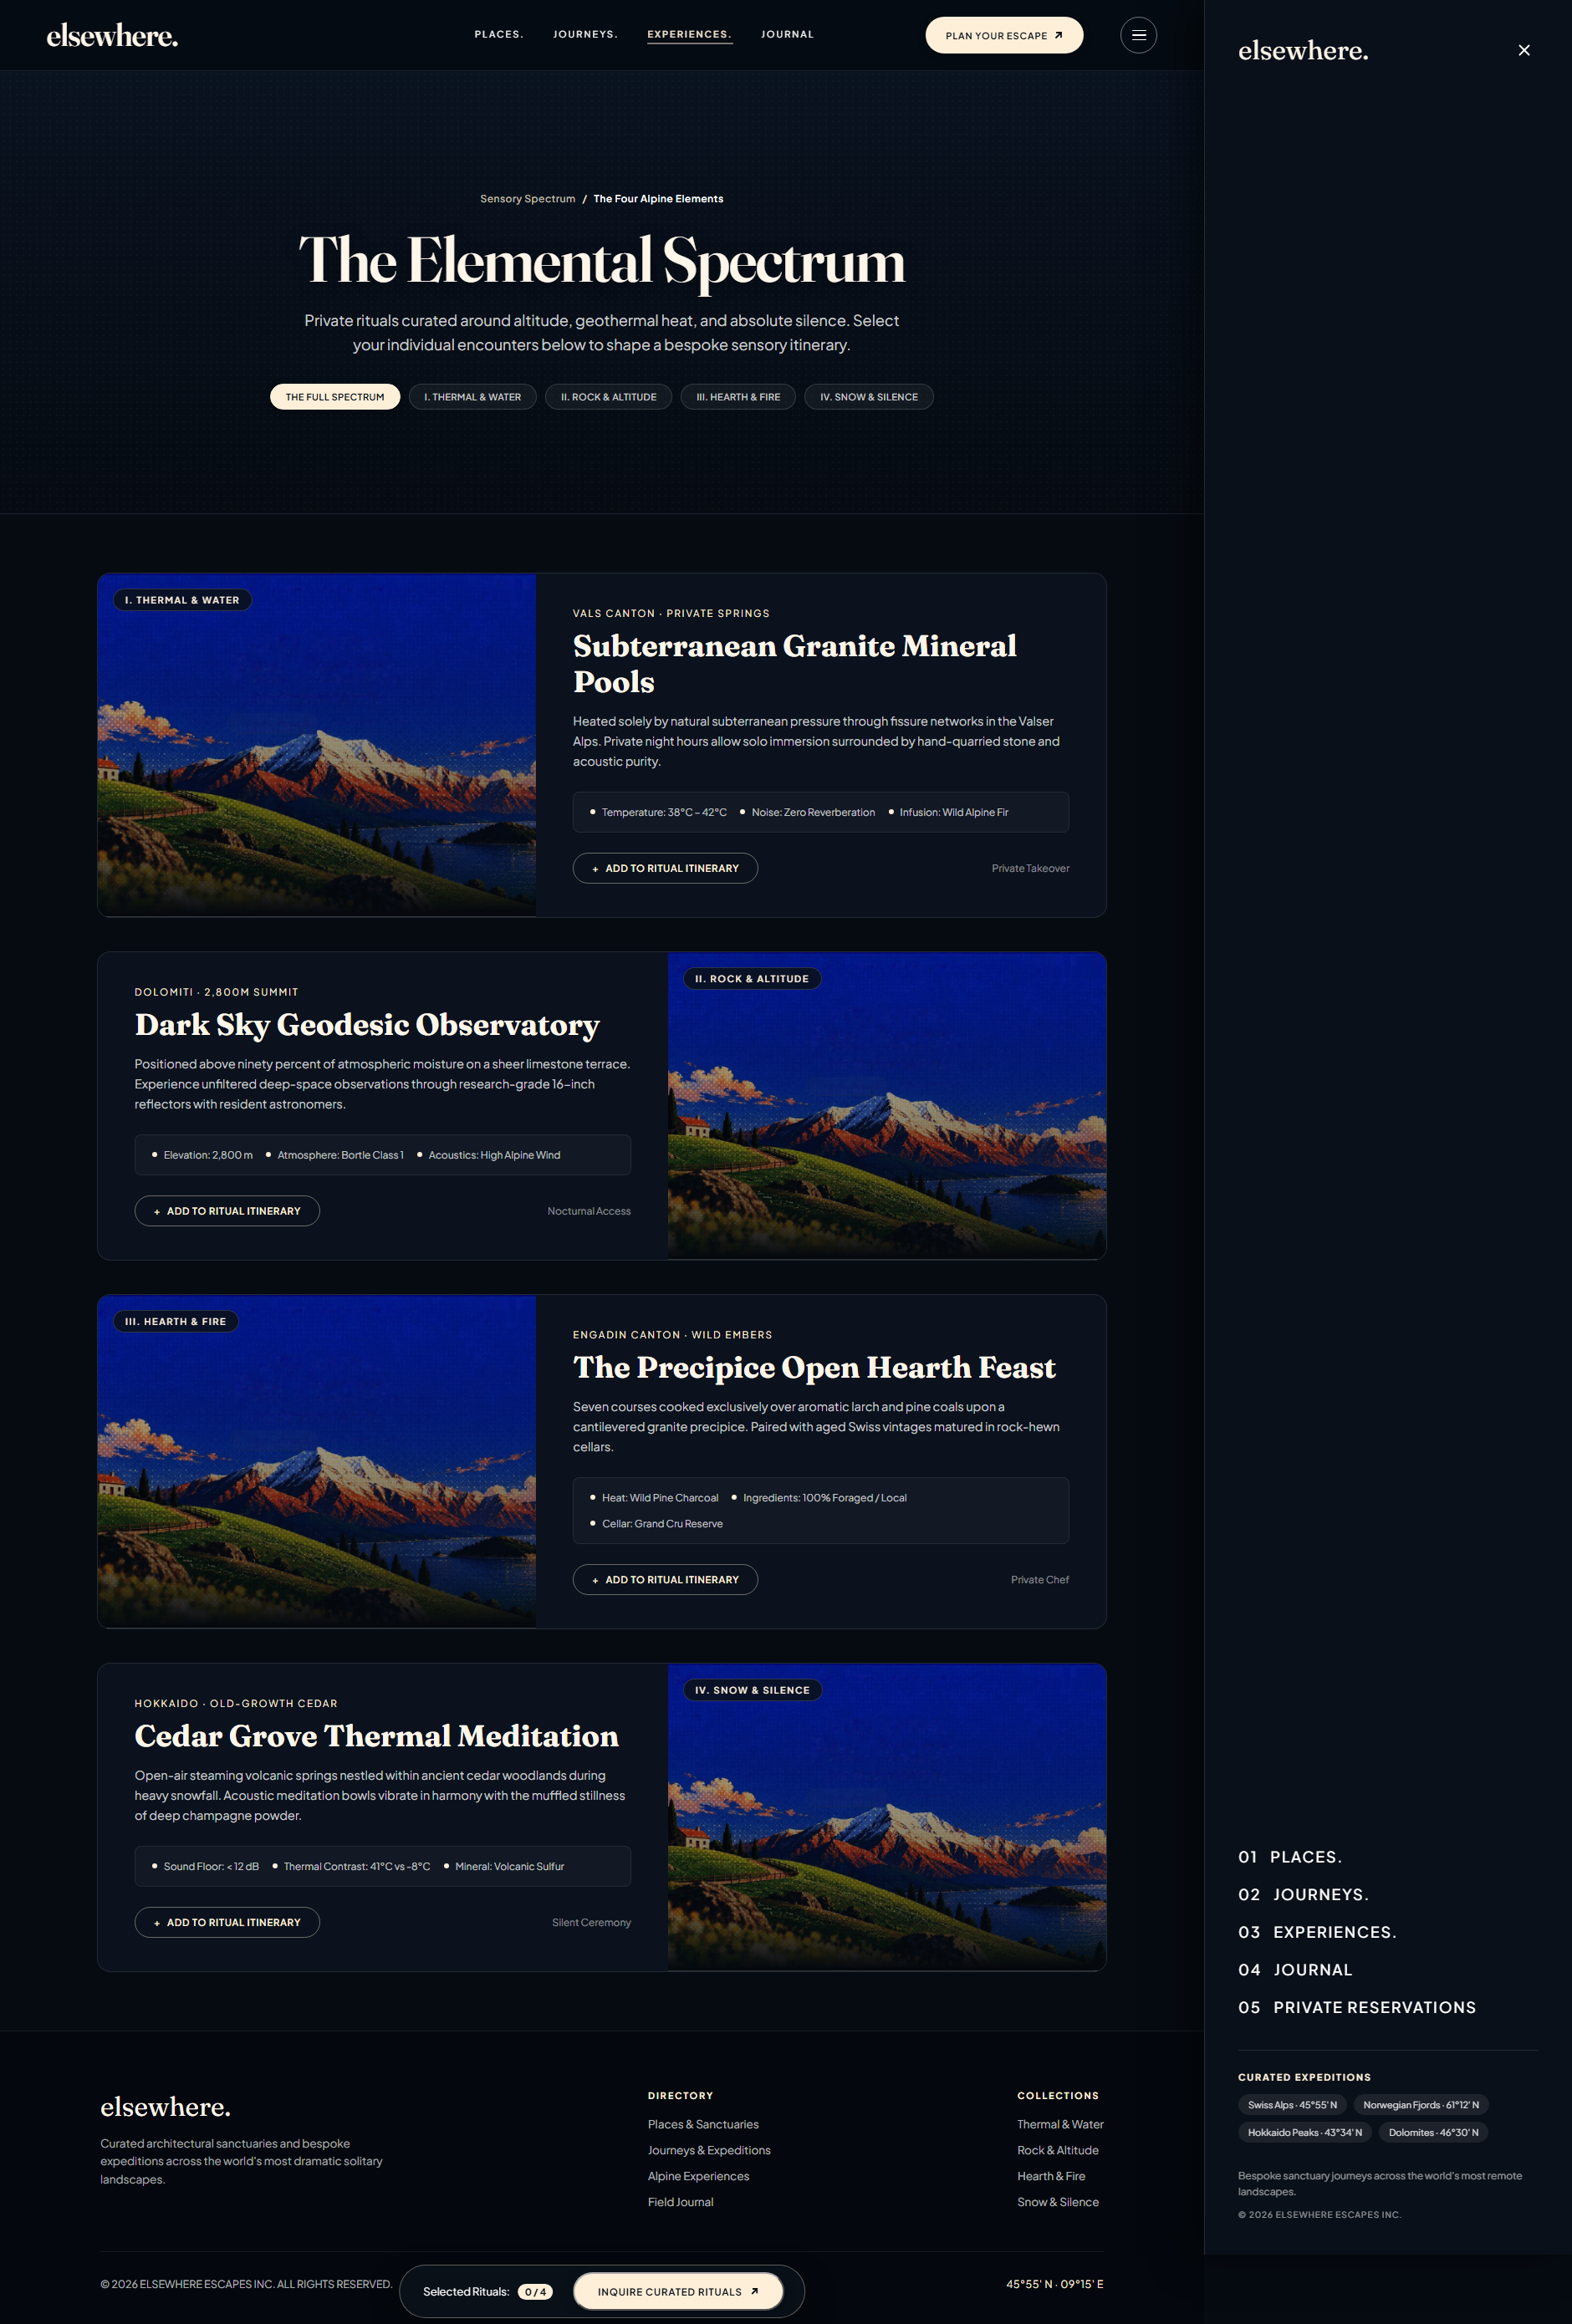 elsewhere.
PLACES. JOURNEYS. EXPERIENCES. JOURNAL
PLAN YOUR ESCAPE
Sensory Spectrum / The Four Alpine Elements
The Elemental Spectrum
Private rituals curated around altitude, geothermal heat, and absolute silence. Select
your individual encounters below to shape a bespoke sensory itinerary.
THE FULL SPECTRUM
I. THERMAL & WATER
II. ROCK & ALTITUDE
III. HEARTH & FIRE
IV. SNOW & SILENCE
I. THERMAL & WATER
VALS CANTON · PRIVATE SPRINGS
Subterranean Granite Mineral
Pools
Heated solely by natural subterranean pressure through fissure networks in the Valser
Alps. Private night hours allow solo immersion surrounded by hand-quarried stone and
acoustic purity.
Temperature: 38°C – 42°C
Noise: Zero Reverberation
Infusion: Wild Alpine Fir
+ ADD TO RITUAL ITINERARY
Private Takeover
DOLOMITI · 2,800M SUMMIT
Dark Sky Geodesic Observatory
Positioned above ninety percent of atmospheric moisture on a sheer limestone terrace.
Experience unfiltered deep-space observations through research-grade 16-inch
reflectors with resident astronomers.
Elevation: 2,800 m
Atmosphere: Bortle Class 1
Acoustics: High Alpine Wind
+ ADD TO RITUAL ITINERARY
Nocturnal Access
II. ROCK & ALTITUDE
III. HEARTH & FIRE
ENGADIN CANTON · WILD EMBERS
The Precipice Open Hearth Feast
Seven courses cooked exclusively over aromatic larch and pine coals upon a
cantilevered granite precipice. Paired with aged Swiss vintages matured in rock-hewn
cellars.
Heat: Wild Pine Charcoal
Ingredients: 100% Foraged / Local
Cellar: Grand Cru Reserve
+ ADD TO RITUAL ITINERARY
Private Chef
HOKKAIDO · OLD-GROWTH CEDAR
Cedar Grove Thermal Meditation
Open-air steaming volcanic springs nestled within ancient cedar woodlands during
heavy snowfall. Acoustic meditation bowls vibrate in harmony with the muffled stillness
of deep champagne powder.
Sound Floor: < 12 dB
Thermal Contrast: 41°C vs -8°C
Mineral: Volcanic Sulfur
+ ADD TO RITUAL ITINERARY
Silent Ceremony
IV. SNOW & SILENCE
elsewhere.
Curated architectural sanctuaries and bespoke
expeditions across the world's most dramatic solitary
landscapes.
DIRECTORY
Places & Sanctuaries
Journeys & Expeditions
Alpine Experiences
Field Journal
COLLECTIONS
Thermal & Water
Rock & Altitude
Hearth & Fire
Snow & Silence
© 2026 ELSEWHERE ESCAPES INC. ALL RIGHTS RESERVED.
Selected Rituals: 0 / 4
INQUIRE CURATED RITUALS
45°55' N · 09°15' E
elsewhere.
01 PLACES.
02 JOURNEYS.
03 EXPERIENCES.
04 JOURNAL
05 PRIVATE RESERVATIONS
CURATED EXPEDITIONS
Swiss Alps · 45°55' N
Norwegian Fjords · 61°12' N
Hokkaido Peaks · 43°34' N
Dolomites · 46°30' N
Bespoke sanctuary journeys across the world's most remote
landscapes.
© 2026 ELSEWHERE ESCAPES INC.